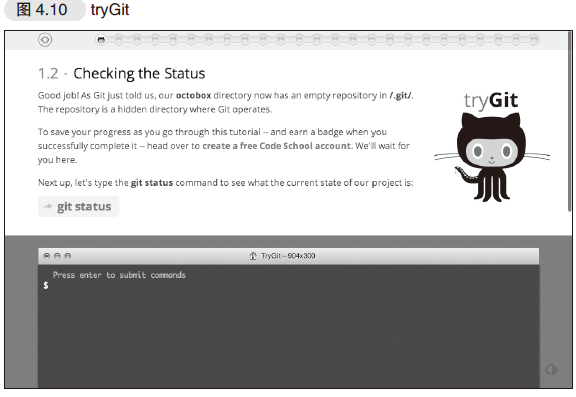 图 4.10 tryGit
1.2 · Checking the Status
Good job! As Git just told us, our octobox directory now has an empty repository in /.git/.
The repository is a hidden directory where Git operates.
To save your progress as you go through this tutorial -- and earn a badge when you
successfully complete it -- head over to create a free Code School account. We'll wait for
you here.
Next up, let's type the git status command to see what the current state of our project is:
git status
tryGit
TryGit—904x300
Press enter to submit commands
$